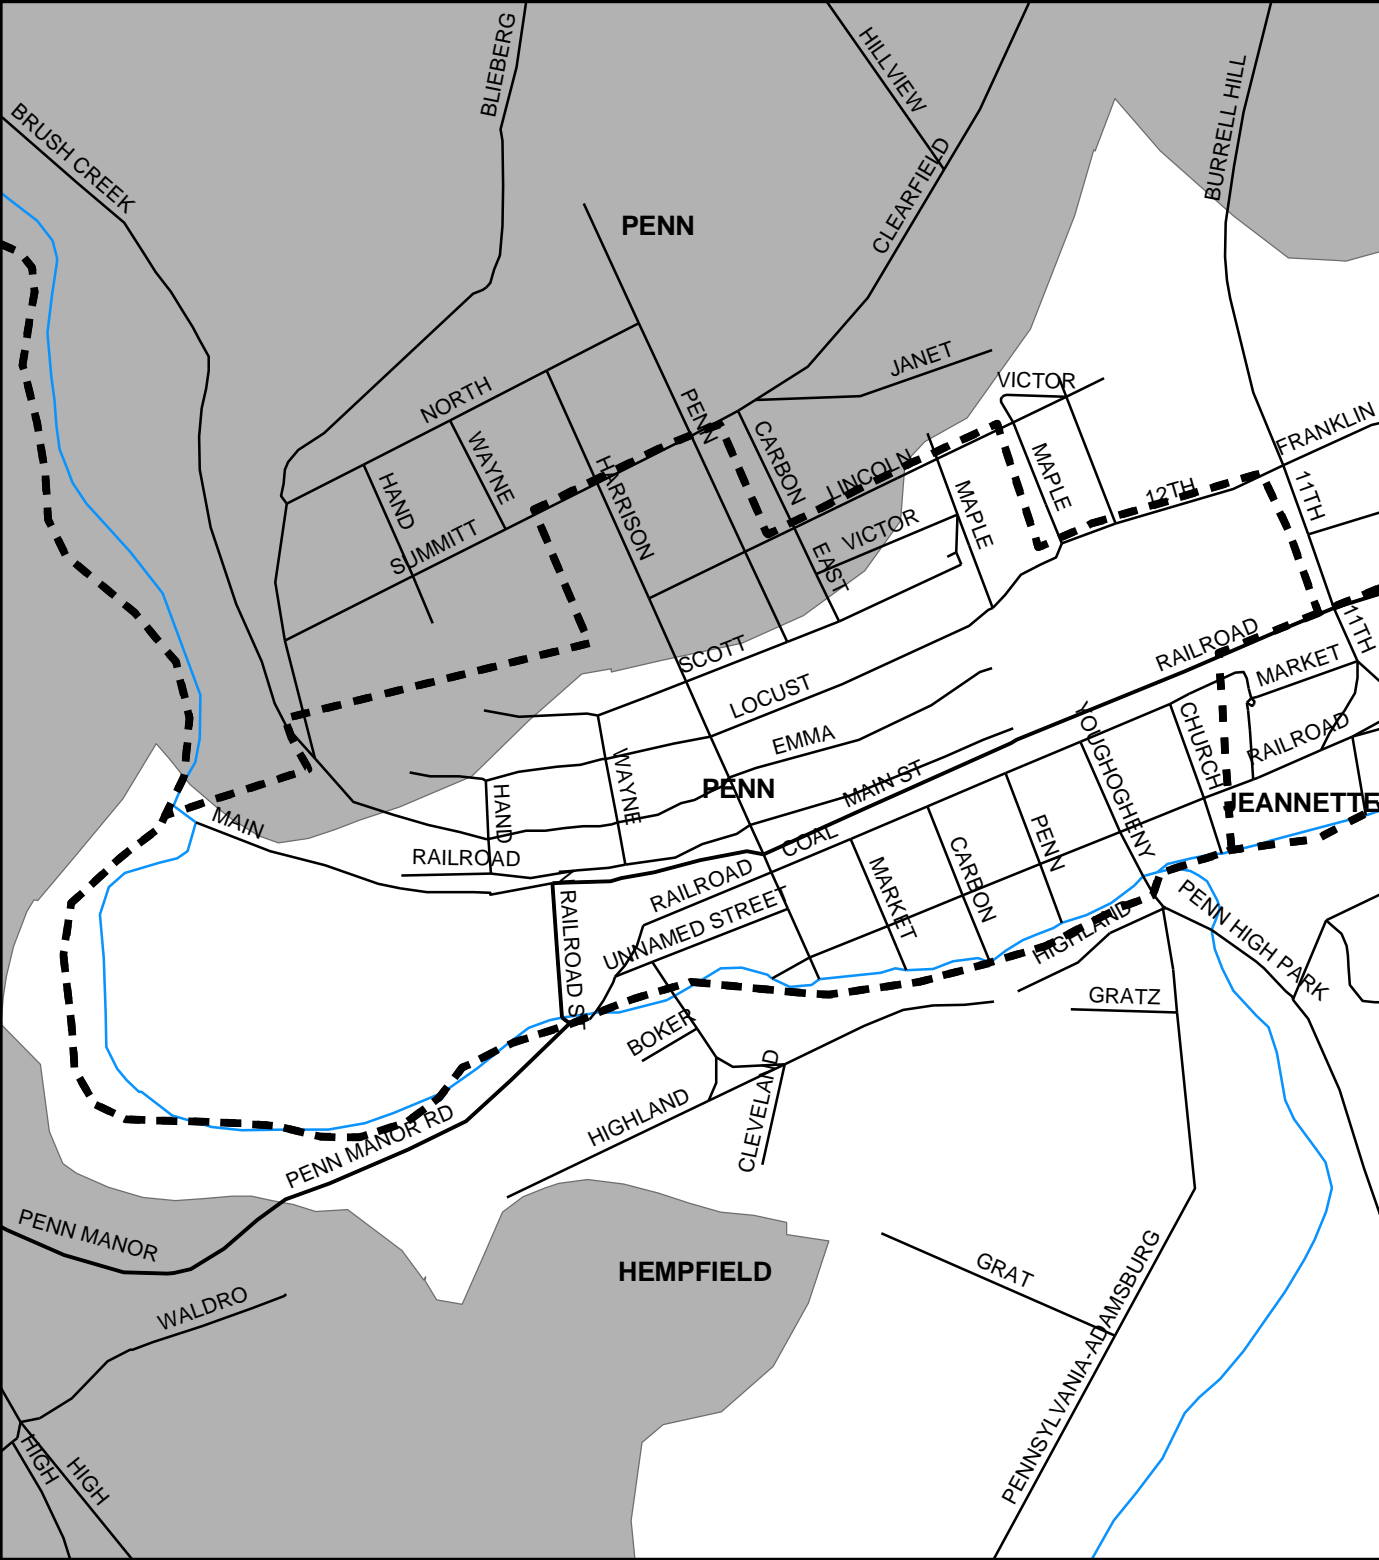 BLIEBERG
HILLVIEW
BURRELL HILL
BRUSH CREEK
CLEARFIELD
PENN
JANET
VICTOR
NORTH
PENN
FRANKLIN
WAYNE
CARBON
HARRISON
LINCOLN
MAPLE
HAND
12TH
11TH
MAPLE
VICTOR
SUMMITT
EAST
11TH
RAILROAD
SCOTT
MARKET
LOCUST
YOUGHOGHENY
CHURCH
RAILROAD
EMMA
WAYNE
PENN
MAIN ST
JEANNETTE
HAND
MAIN
COAL
PENN
CARBON
RAILROAD
RAILROAD
MARKET
UNNAMED STREET
RAILROAD ST
HIGHLAND
PENN HIGH PARK
GRATZ
BOKER
CLEVELAND
HIGHLAND
PENN MANOR RD
PENN MANOR
HEMPFIELD
GRAT
PENNSYLVANIA-ADAMSBURG
WALDRO
HIGH
HIGH